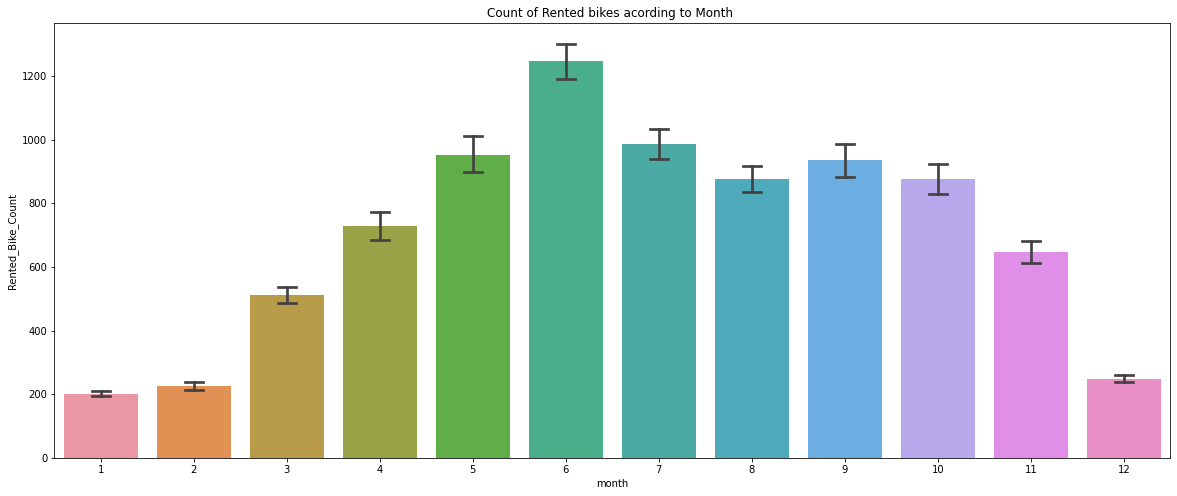 Count of Rented bikes acording to Month
Rented_Bike_Count
1200
1000
800
600
400
200
0
1 2 3 4 5 6 7 8 9 10 11 12
month